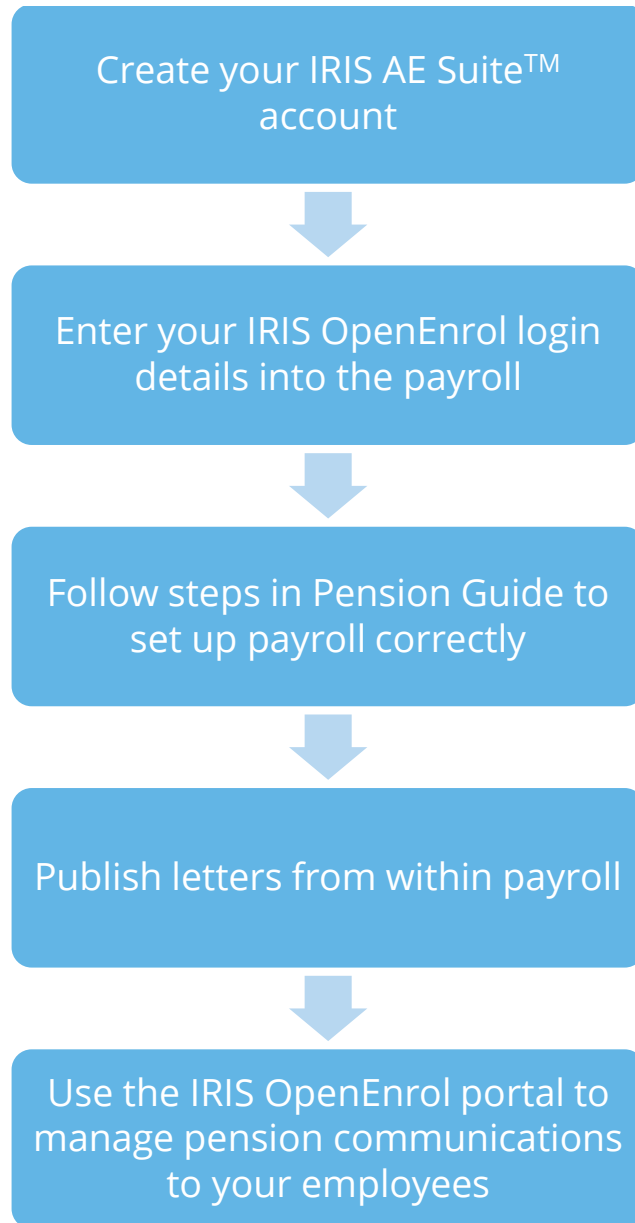 Create your IRIS AE Suite™
account
Enter your IRIS OpenEnrol login
details into the payroll
Follow steps in Pension Guide to
set up payroll correctly
Publish letters from within payroll
Use the IRIS OpenEnrol portal to
manage pension communications
to your employees